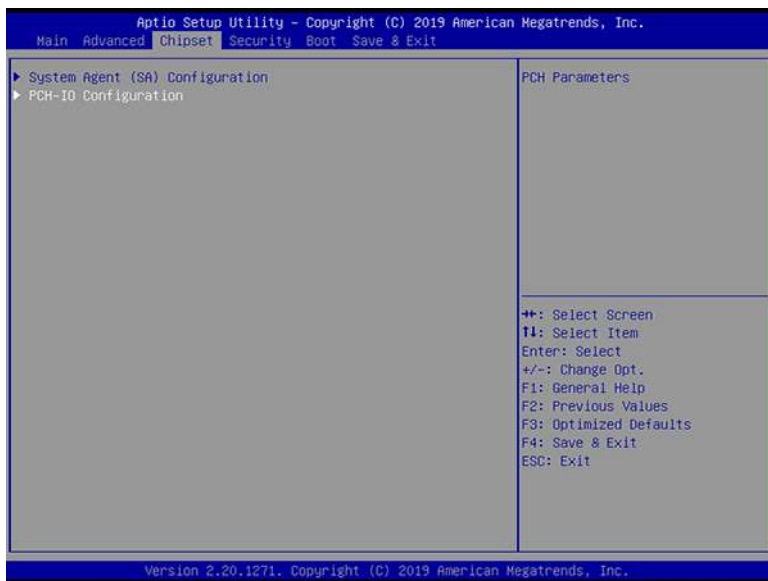 Aptio Setup Utility – Copyright (C) 2019 American Megatrends, Inc.
Main Advanced Chipset Security Boot Save & Exit
▶ System Agent (SA) Configuration
▶ PCH-IO Configuration
PCH Parameters
→←: Select Screen
↑↓: Select Item
Enter: Select
+/-: Change Opt.
F1: General Help
F2: Previous Values
F3: Optimized Defaults
F4: Save & Exit
ESC: Exit
Version 2.20.1271. Copyright (C) 2019 American Megatrends, Inc.